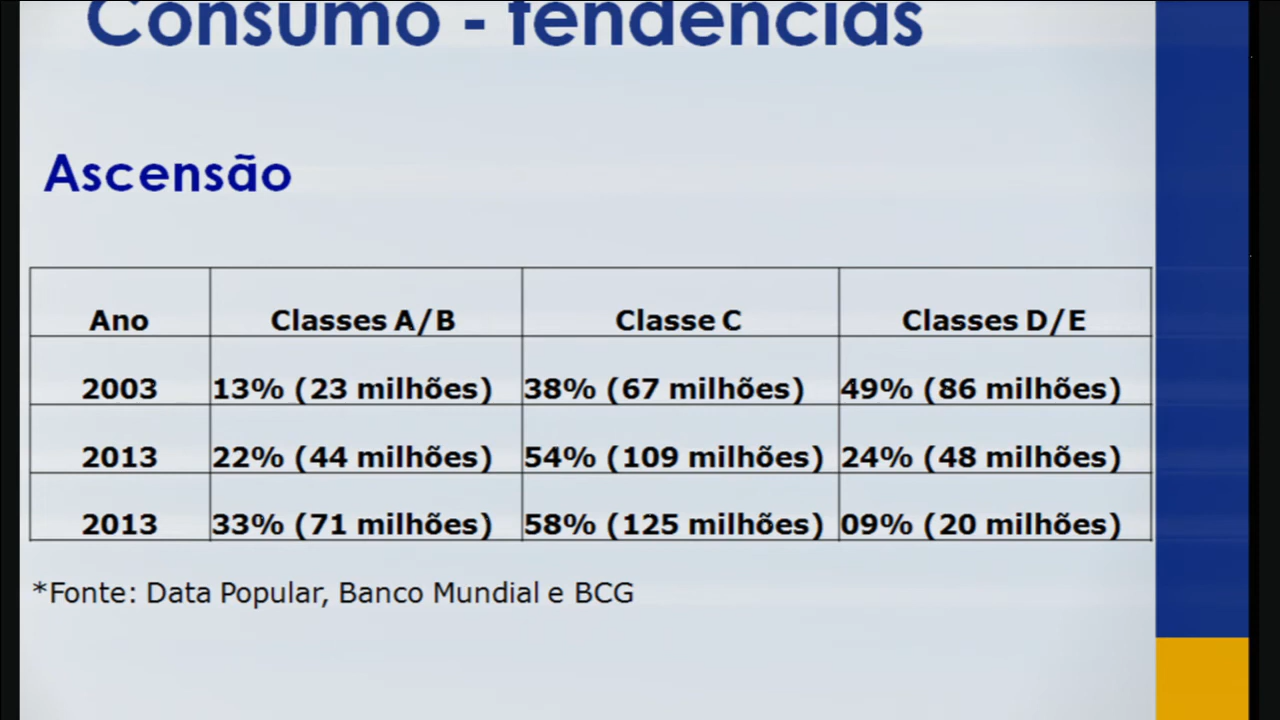 Consumo - tendências
Ascensão
Ano Classes A/B Classe C Classes D/E
2003 13% (23 milhões) 38% (67 milhões) 49% (86 milhões)
2013 22% (44 milhões) 54% (109 milhões) 24% (48 milhões)
2013 33% (71 milhões) 58% (125 milhões) 09% (20 milhões)
*Fonte: Data Popular, Banco Mundial e BCG